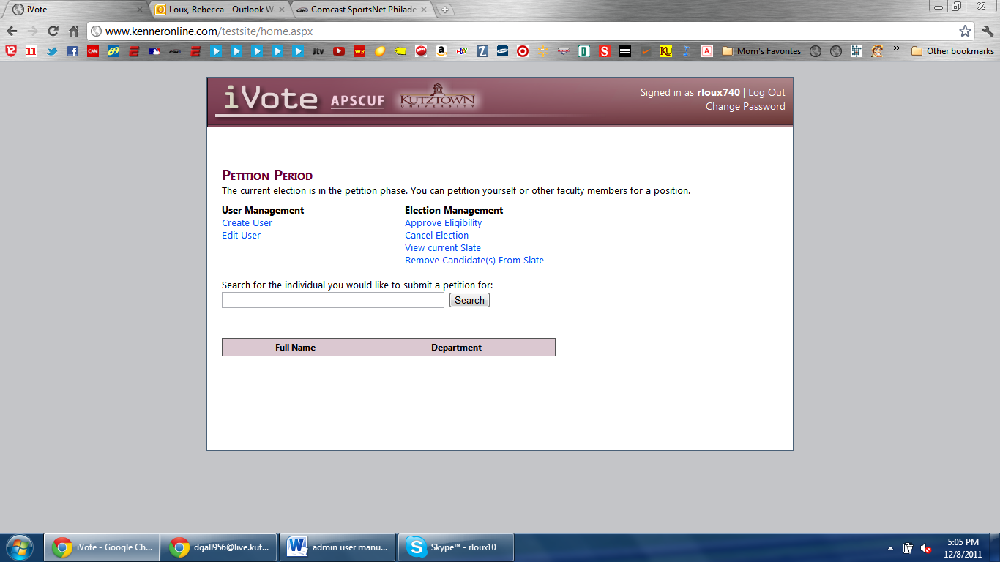 iVote
Loux, Rebecca - Outlook W
Comcast SportsNet Philade
www.kenneronline.com/testsite/home.aspx
Mom's Favorites
Other bookmarks
iVote APSCUF KUTZTOWN UNIVERSITY
Signed in as rloux740 | Log Out
Change Password
PETITION PERIOD
The current election is in the petition phase. You can petition yourself or other faculty members for a position.
User Management
Create User
Edit User
Election Management
Approve Eligibility
Cancel Election
View current Slate
Remove Candidate(s) From Slate
Search for the individual you would like to submit a petition for:
Search
Full Name Department
iVote - Google Ch...
dgall956@live.kut...
admin user manu...
Skype™ - rloux10
5:05 PM
12/8/2011